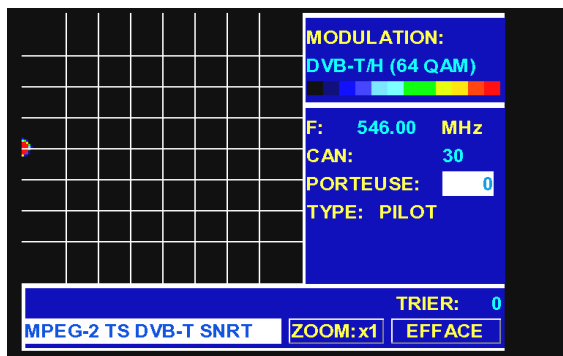 MODULATION:
DVB-T/H (64 QAM)
F: 546.00 MHz
CAN: 30
PORTEUSE: 0
TYPE: PILOT
TRIER: 0
MPEG-2 TS DVB-T SNRT ZOOM:x1 EFFACE